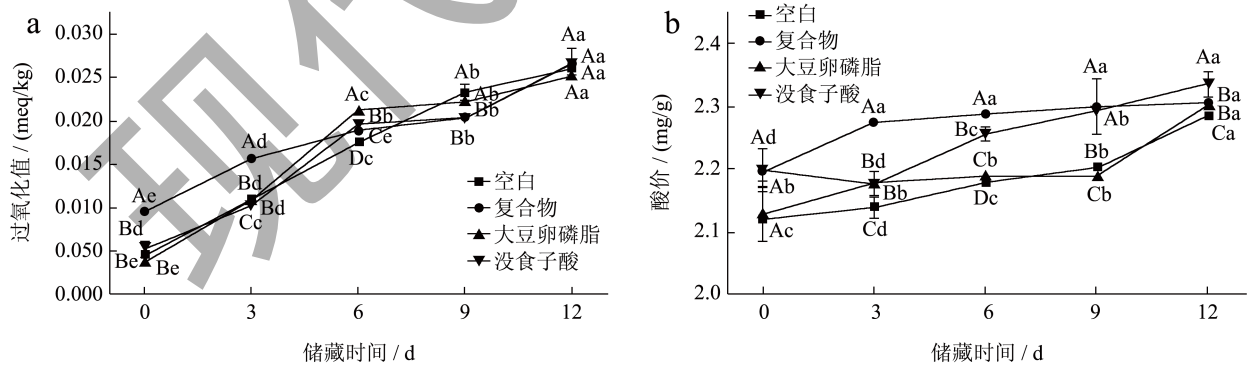 a
过氧化值 / (meq/kg)
0.030
0.025
0.020
0.015
0.010
0.050
0.000
0
3
6
9
12
储藏时间 / d
Ae
Bd
Be
Be
Ad
Bd
Bd
Cc
Ac
Bb
Ce
Dc
Ab
Ab
Bb
Bb
Aa
Aa
Aa
Aa
空白
复合物
大豆卵磷脂
没食子酸
b
酸价 / (mg/g)
2.4
2.3
2.2
2.1
2.0
0
3
6
9
12
储藏时间 / d
空白
复合物
大豆卵磷脂
没食子酸
Ad
Ab
Ac
Aa
Bd
Bb
Cd
Aa
Bc
Cb
Dc
Aa
Ab
Bb
Cb
Aa
Ba
Ba
Ca